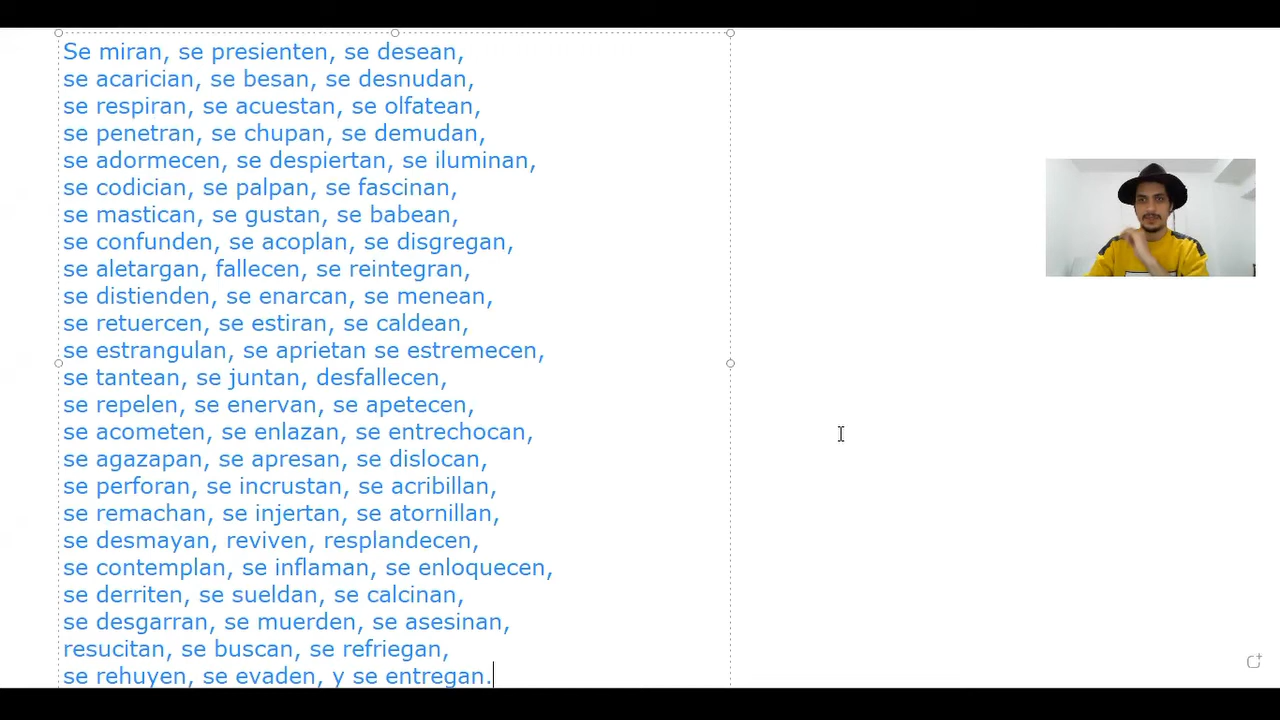 Se miran, se presienten, se desean,
se acarician, se besan, se desnudan,
se respiran, se acuestan, se olfatean,
se penetran, se chupan, se demudan,
se adormecen, se despiertan, se iluminan,
se codician, se palpan, se fascinan,
se mastican, se gustan, se babean,
se confunden, se acoplan, se disgregan,
se aletargan, fallecen, se reintegran,
se distienden, se enarcan, se menean,
se retuercen, se estiran, se caldean,
se estrangulan, se aprietan se estremecen,
se tantean, se juntan, desfallecen,
se repelen, se enervan, se apetecen,
se acometen, se enlazan, se entrechocan,
se agazapan, se apresan, se dislocan,
se perforan, se incrustan, se acribillan,
se remachan, se injertan, se atornillan,
se desmayan, reviven, resplandecen,
se contemplan, se inflaman, se enloquecen,
se derriten, se sueldan, se calcinan,
se desgarran, se muerden, se asesinan,
resucitan, se buscan, se refriegan,
se rehuyen, se evaden, y se entregan.